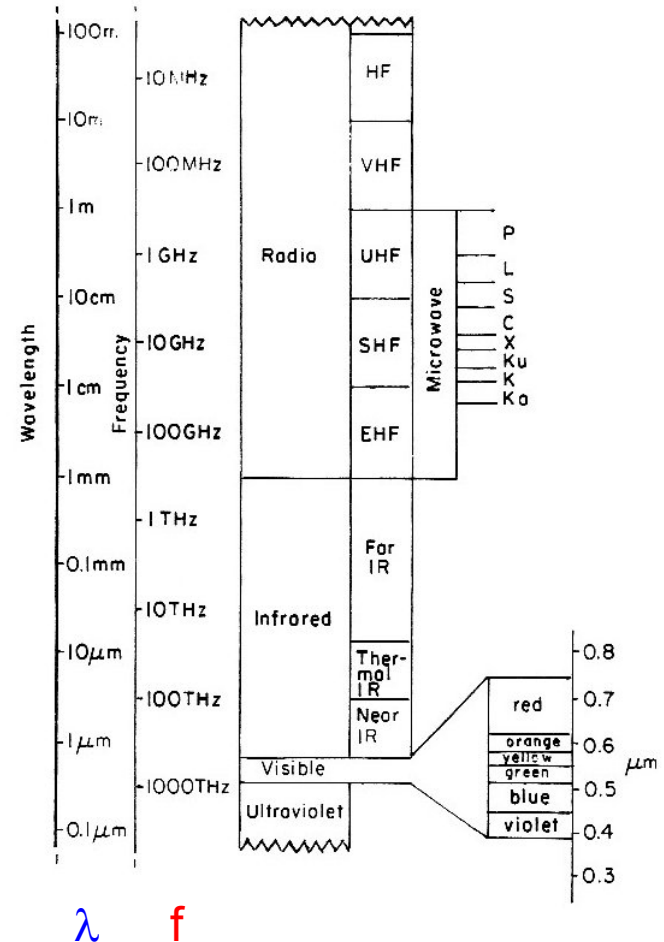 100m
10m
1m
10cm
1cm
1mm
0.1mm
10μm
1μm
0.1μm
Wavelength
10MHz
100MHz
1GHz
10GHz
100GHz
1THz
10THz
100THz
1000THz
Frequency
Radio
Infrared
Visible
Ultraviolet
HF
VHF
UHF
SHF
EHF
Far
IR
Ther-
mal
IR
Near
IR
Microwave
P
L
S
C
X
Ku
K
Ka
red
orange
yellow
green
blue
violet
0.8
0.7
0.6
0.5
0.4
0.3
μm
λ f